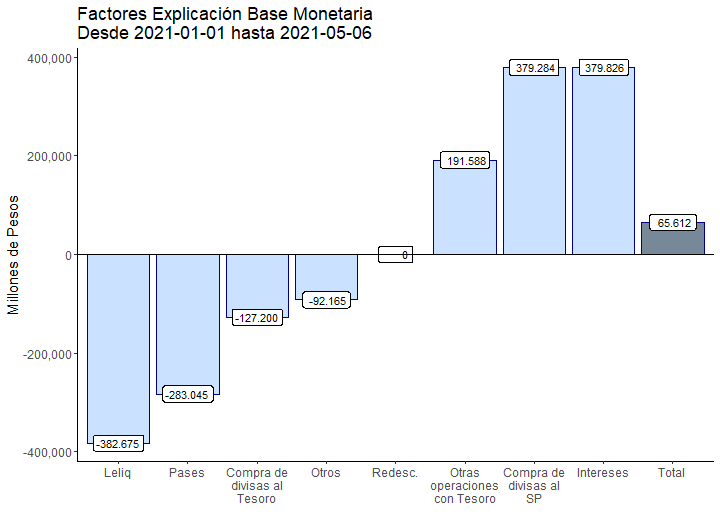 Factores Explicación Base Monetaria
Desde 2021-01-01 hasta 2021-05-06
Millones de Pesos
400,000
200,000
0
-200,000
-400,000
-382.675
-283.045
-127.200
-92.165
0
191.588
379.284
379.826
65.612
Leliq
Pases
Compra de
divisas al
Tesoro
Otros
Redesc.
Otras
operaciones
con Tesoro
Compra de
divisas al
SP
Intereses
Total